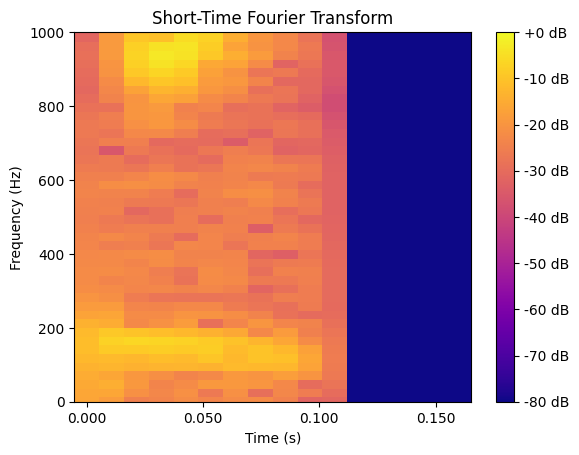 Short-Time Fourier Transform
Frequency (Hz)
1000
800
600
400
200
0
0.000
0.050
0.100
0.150
Time (s)
+0 dB
-10 dB
-20 dB
-30 dB
-40 dB
-50 dB
-60 dB
-70 dB
-80 dB